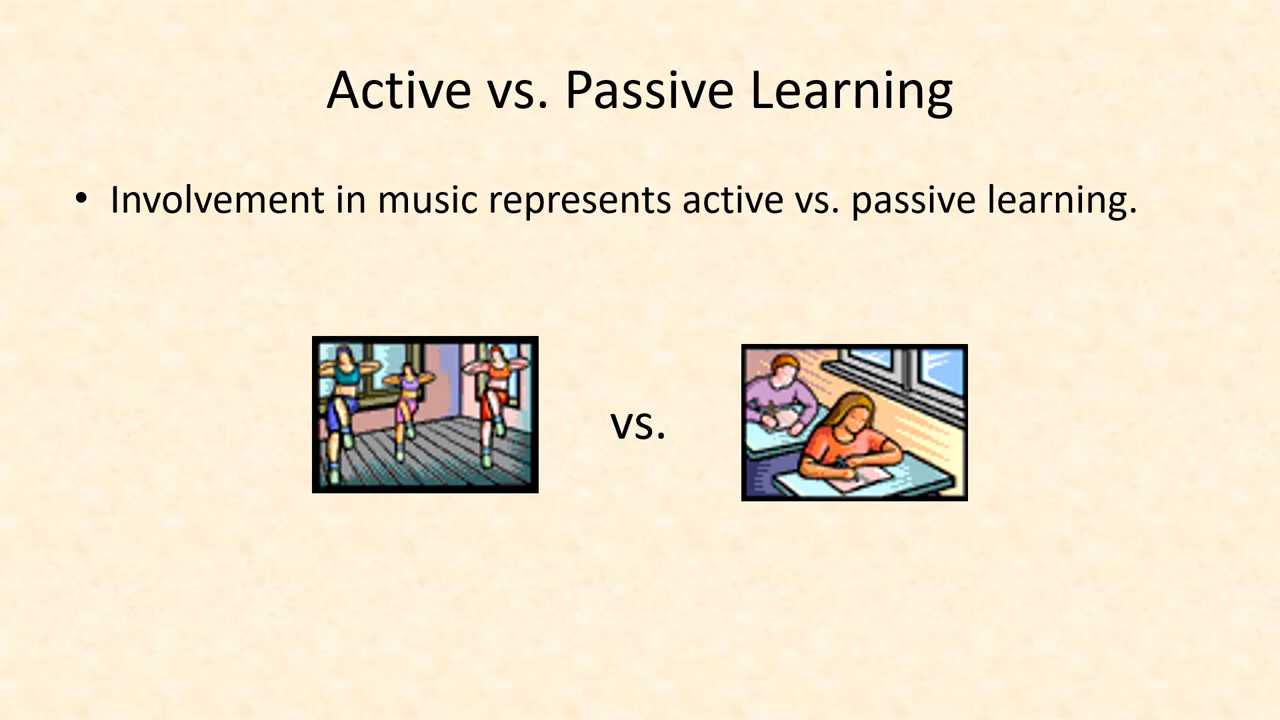 Active vs. Passive Learning
• Involvement in music represents active vs. passive learning.
vs.